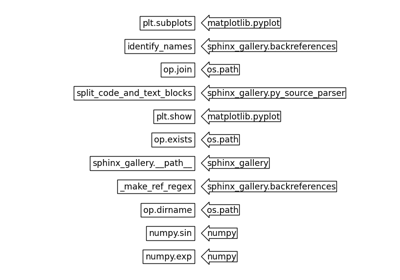 plt.subplots matplotlib.pyplot
identify_names sphinx_gallery.backreferences
op.join os.path
split_code_and_text_blocks sphinx_gallery.py_source_parser
plt.show matplotlib.pyplot
op.exists os.path
sphinx_gallery.__path__ sphinx_gallery
_make_ref_regex sphinx_gallery.backreferences
op.dirname os.path
numpy.sin numpy
numpy.exp numpy